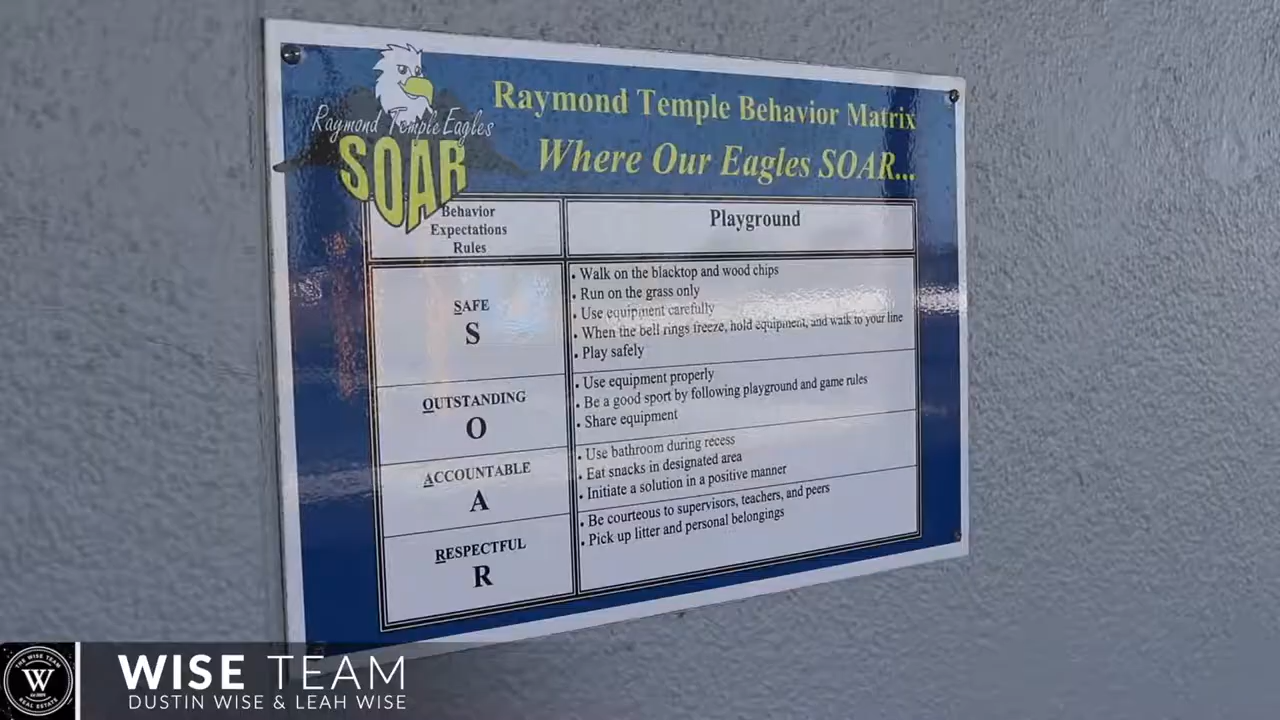 Raymond Temple Behavior Matrix
Where Our Eagles SOAR...
Raymond Temple Eagles
SOAR
Behavior
Expectations
Rules
Playground
SAFE
S
• Walk on the blacktop and wood chips
• Run on the grass only
• Use equipment carefully
• When the bell rings freeze, hold equipment, and walk to your line
• Play safely
OUTSTANDING
O
• Use equipment properly
• Be a good sport by following playground and game rules
• Share equipment
ACCOUNTABLE
A
• Use bathroom during recess
• Eat snacks in designated area
• Initiate a solution in a positive manner
RESPECTFUL
R
• Be courteous to supervisors, teachers, and peers
• Pick up litter and personal belongings
THE WISE TEAM
W
REAL ESTATE
WISE TEAM
DUSTIN WISE & LEAH WISE